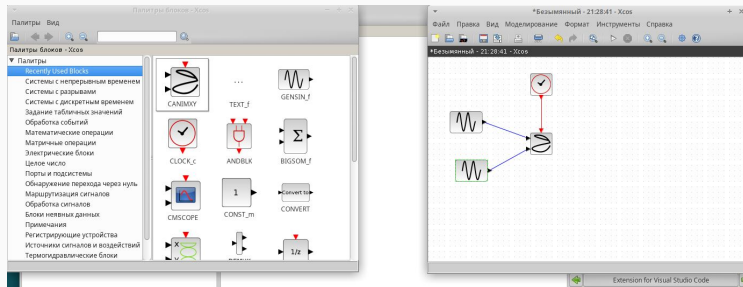 Палитры блоков - Xcos
Палитры Вид
Палитры блоков - Xcos
Палитры
Recently Used Blocks
Системы с непрерывным временем
Системы с разрывами
Системы с дискретным временем
Задание табличных значений
Обработка событий
Математические операции
Матричные операции
Электрические блоки
Целое число
Порты и подсистемы
Обнаружение перехода через нуль
Маршрутизация сигналов
Обработка сигналов
Блоки неявных данных
Примечания
Регистрирующие устройства
Источники сигналов и воздействий
Термогидравлические блоки
CANIMXY
...
TEXT_f
GENSIN_f
CLOCK_c
ANDBLK
Σ
BIGSOM_f
CMSCOPE
1
CONST_m
Convert to
CONVERT
X
Y
1/z
*Безымянный - 21:28:41 - Xcos
Файл Правка Вид Моделирование Формат Инструменты Справка
*Безымянный - 21:28:41 - Xcos
Extension for Visual Studio Code